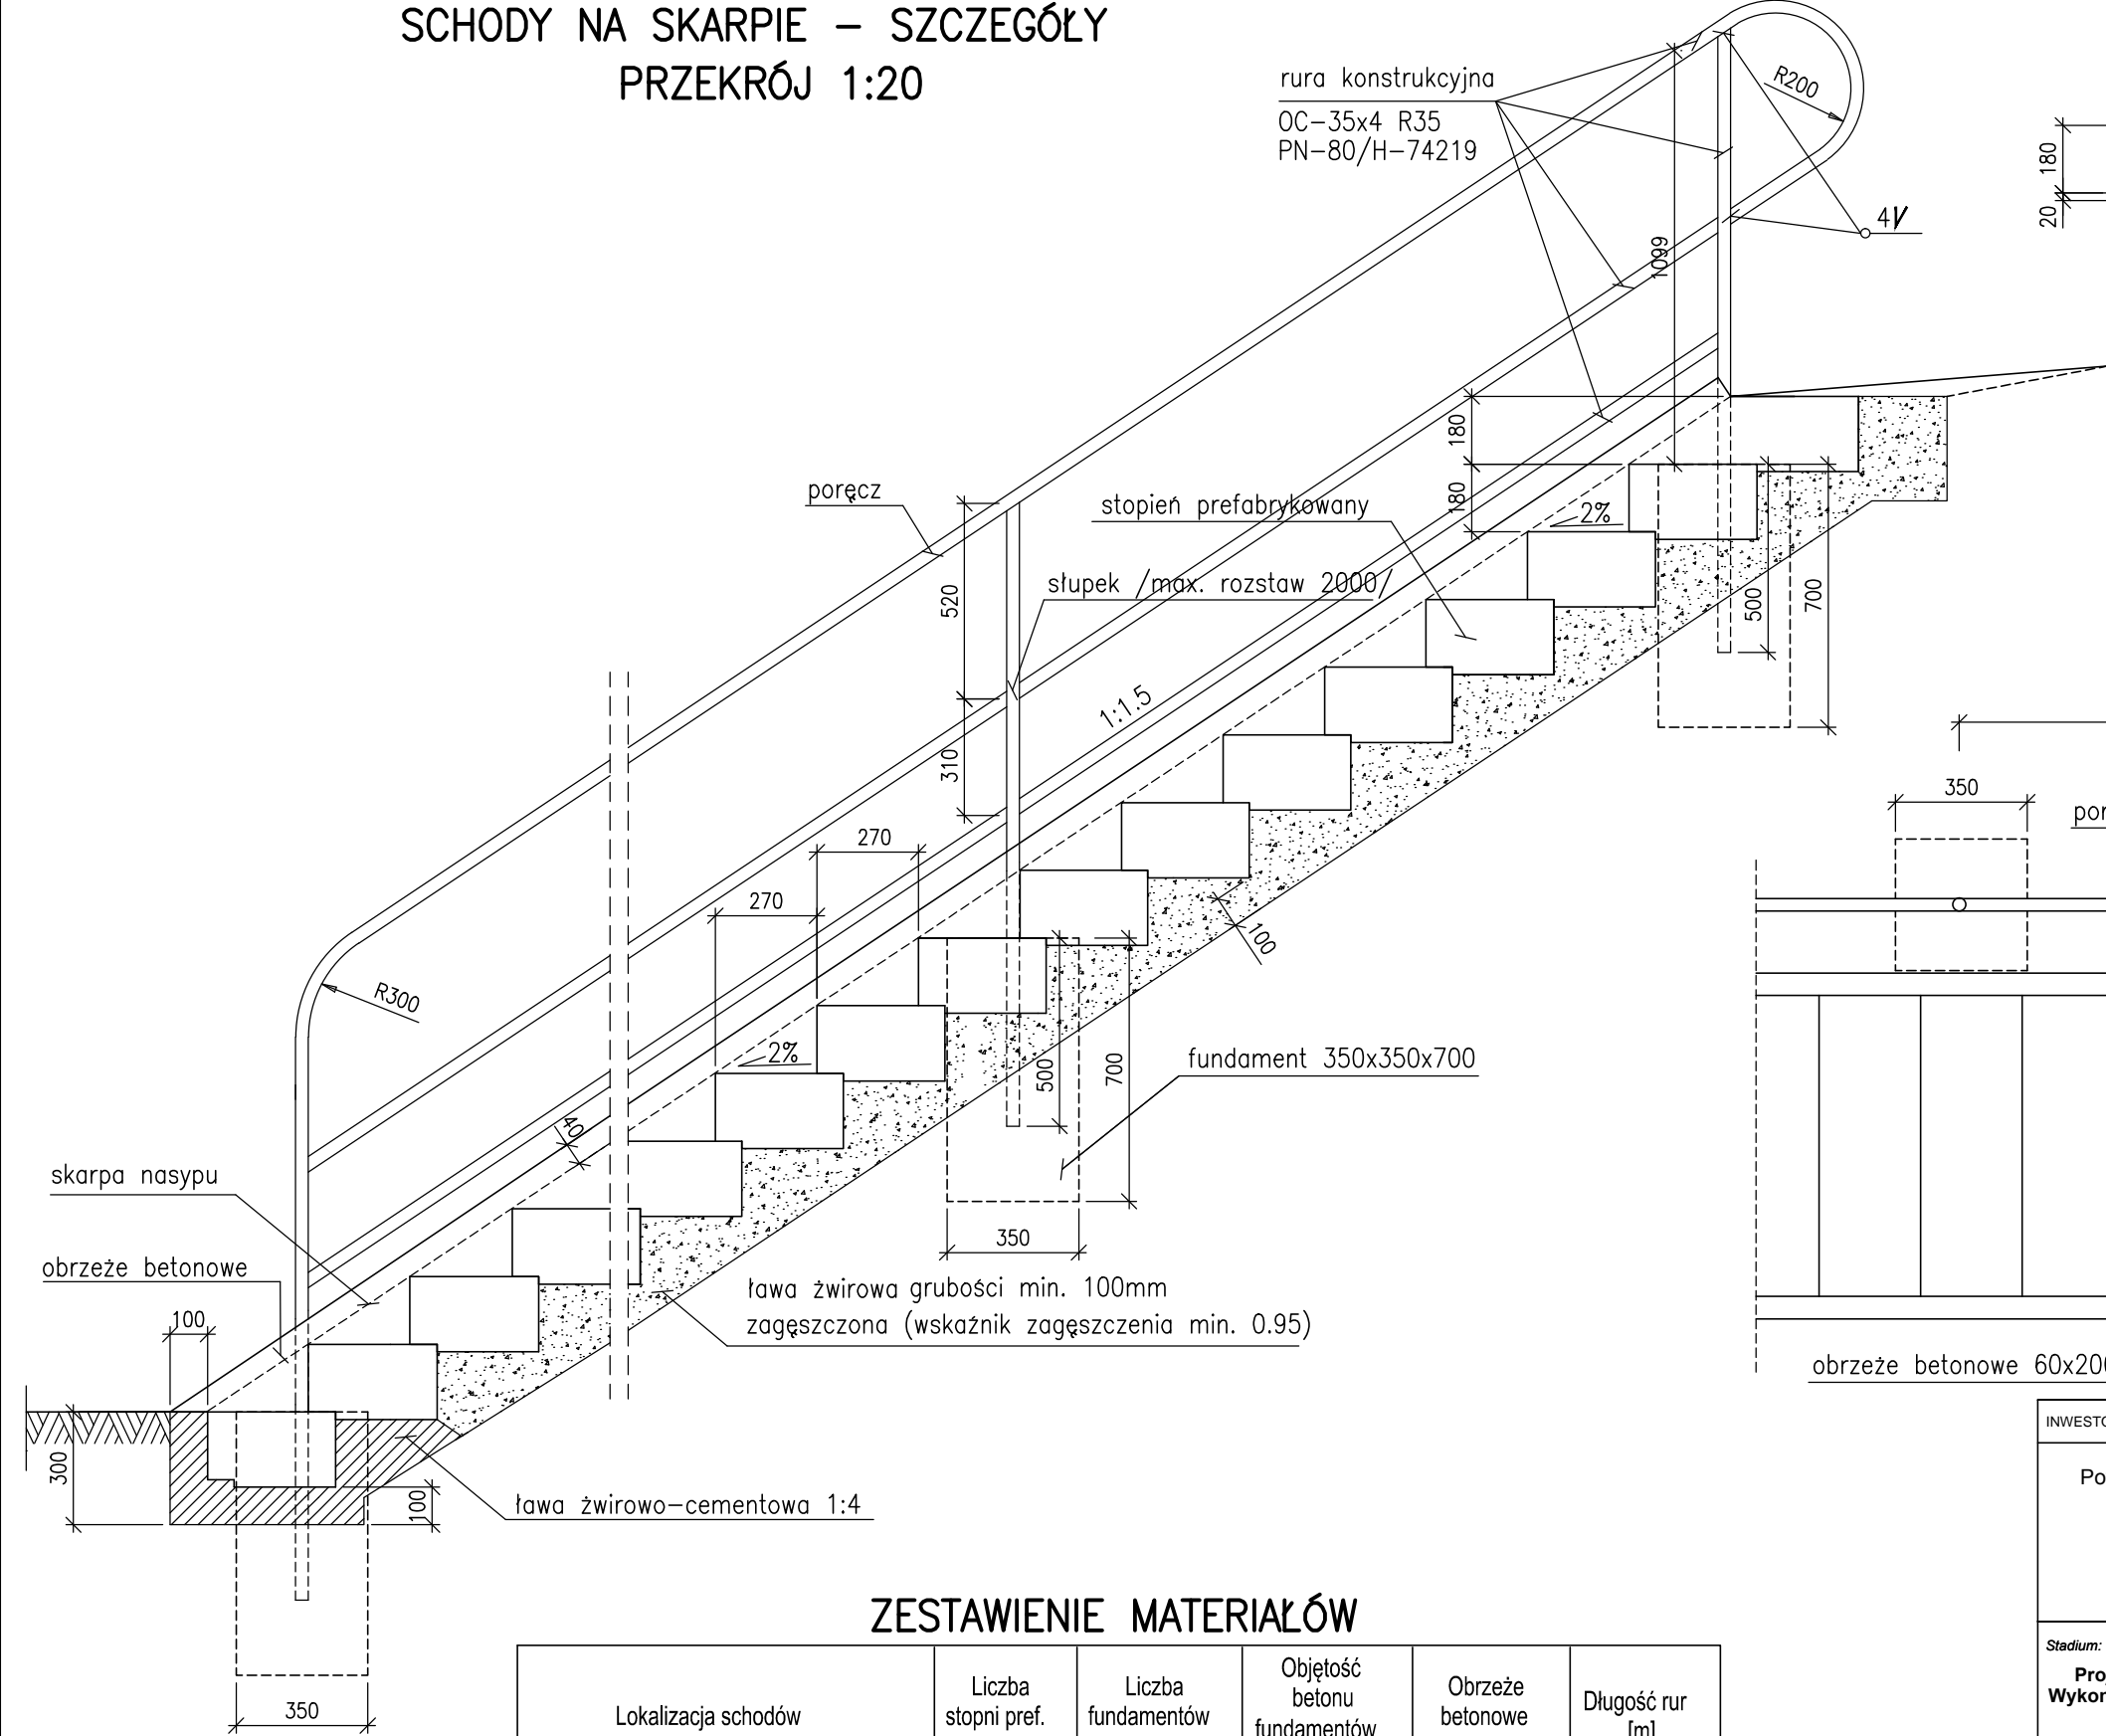 SCHODY NA SKARPIE – SZCZEGÓŁY
PRZEKRÓJ 1:20
rura konstrukcyjna
OC-35x4 R35
PN-80/H-74219
R200
180
20
4
1099
poręcz
stopień prefabrykowany
180
180
2%
słupek /max. rozstaw 2000/
520
500
700
1:1.5
310
350
270
270
100
R300
2%
500
700
fundament 350x350x700
40
skarpa nasypu
350
obrzeże betonowe
ława żwirowa grubości min. 100mm
zagęszczona (wskaźnik zagęszczenia min. 0.95)
100
obrzeże betonowe
300
100
ława żwirowo-cementowa 1:4
350
ZESTAWIENIE MATERIAŁÓW
Lokalizacja schodów
Liczba
stopni pref.
Liczba
fundamentów
Objętość
betonu
fundamentów
Obrzeże
betonowe
Długość rur
[m]
Stadium: